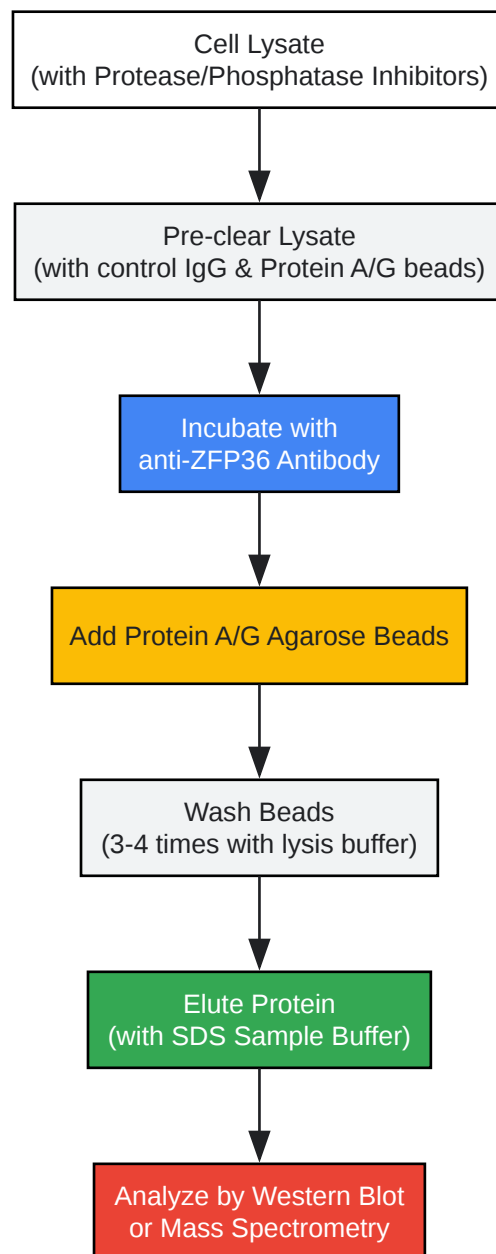 Cell Lysate
(with Protease/Phosphatase Inhibitors)
Pre-clear Lysate
(with control IgG & Protein A/G beads)
Incubate with
anti-ZFP36 Antibody
Add Protein A/G Agarose Beads
Wash Beads
(3-4 times with lysis buffer)
Elute Protein
(with SDS Sample Buffer)
Analyze by Western Blot
or Mass Spectrometry